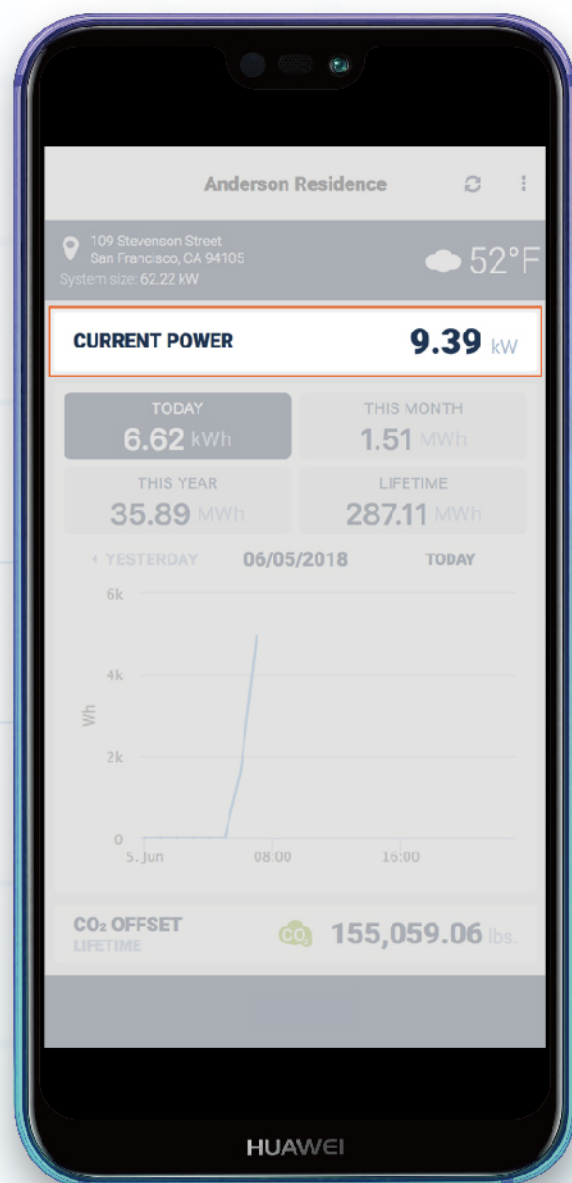 Anderson Residence
109 Stevenson Street
San Francisco, CA 94105
System size: 62.22 kW
52°F
CURRENT POWER 9.39 kW
TODAY THIS MONTH
6.62 kWh 1.51 MWh
THIS YEAR LIFETIME
35.89 MWh 287.11 MWh
YESTERDAY 06/05/2018 TODAY
6k
4k
Wh
2k
0
5. Jun 08:00 16:00
CO₂ OFFSET CO₂ 155,059.06 lbs.
LIFETIME
HUAWEI